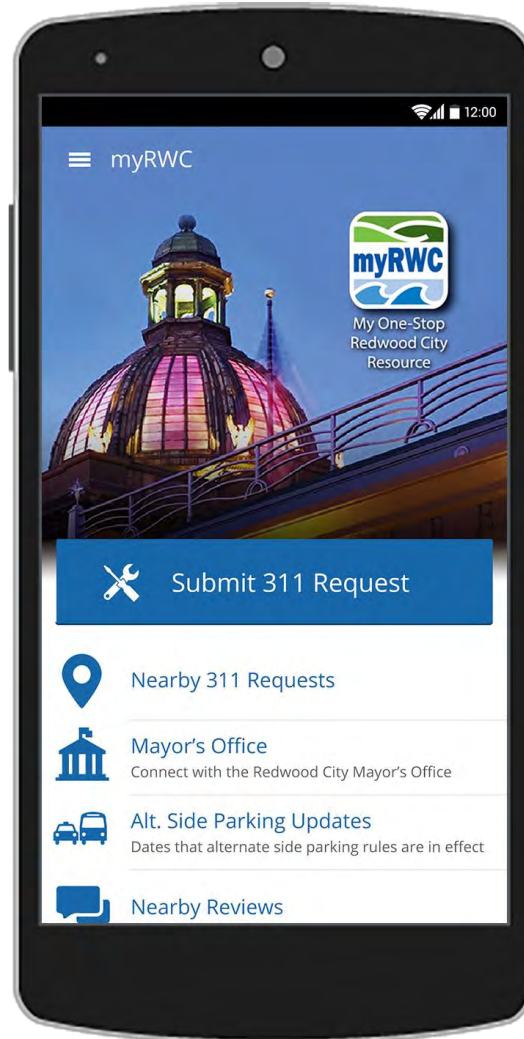 12:00
myRWC
myRWC
My One-Stop
Redwood City
Resource
Submit 311 Request
Nearby 311 Requests
Mayor's Office
Connect with the Redwood City Mayor's Office
Alt. Side Parking Updates
Dates that alternate side parking rules are in effect
Nearby Reviews